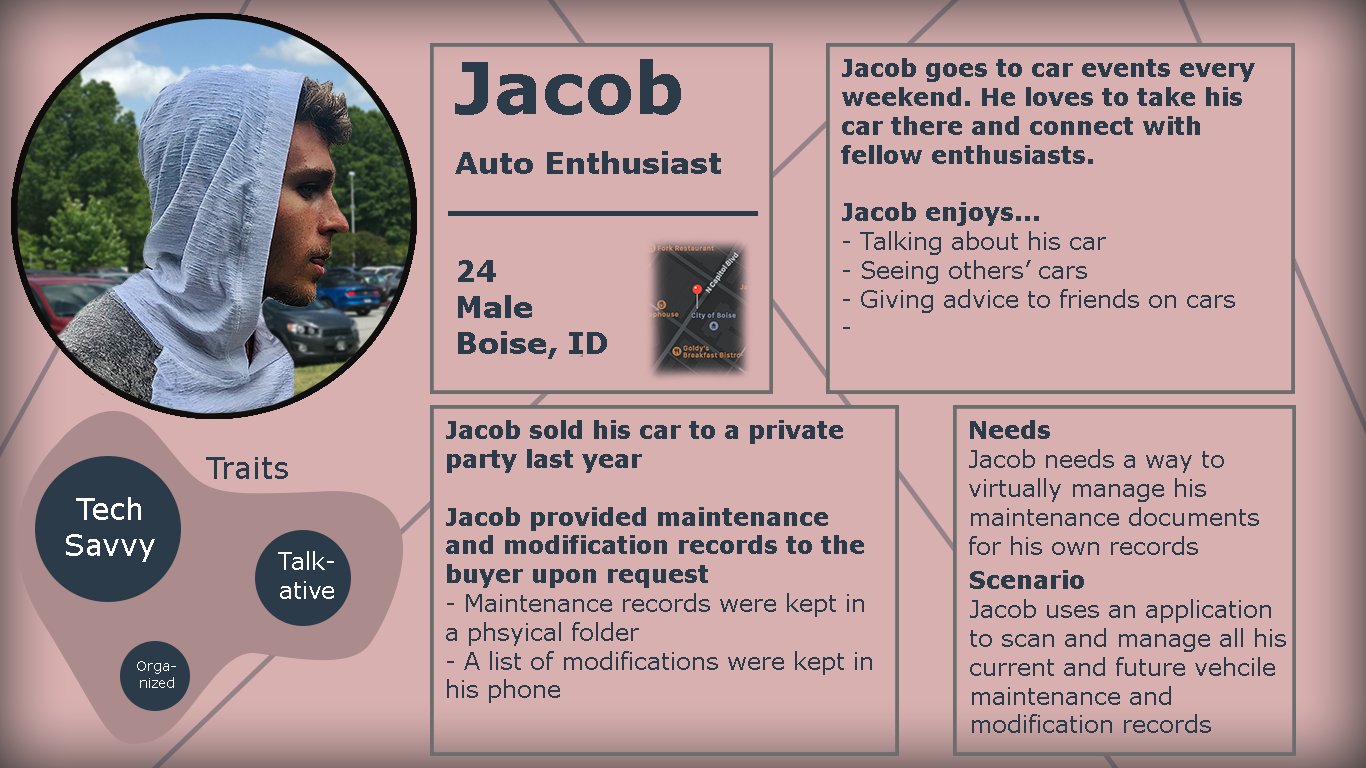 Jacob
Auto Enthusiast
24
Male
Boise, ID
Fork Restaurant
N Capitol Blvd
Ja
phouse
City of Boise
Goldy's
Breakfast Bistro
Jacob goes to car events every
weekend. He loves to take his
car there and connect with
fellow enthusiasts.
Jacob enjoys...
- Talking about his car
- Seeing others’ cars
- Giving advice to friends on cars
-
Traits
Tech
Savvy
Talk-
ative
Orga-
nized
Jacob sold his car to a private
party last year
Jacob provided maintenance
and modification records to the
buyer upon request
- Maintenance records were kept in
a phsyical folder
- A list of modifications were kept in
his phone
Needs
Jacob needs a way to
virtually manage his
maintenance documents
for his own records
Scenario
Jacob uses an application
to scan and manage all his
current and future vehcile
maintenance and
modification records